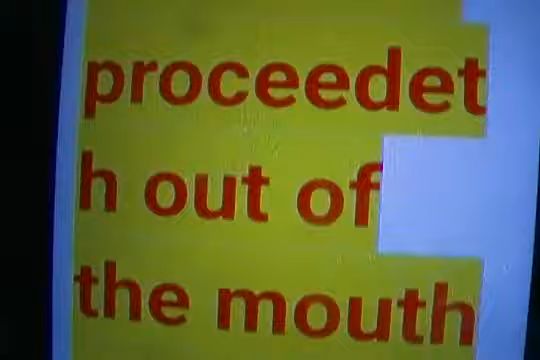 proceedet
h out of
the mouth